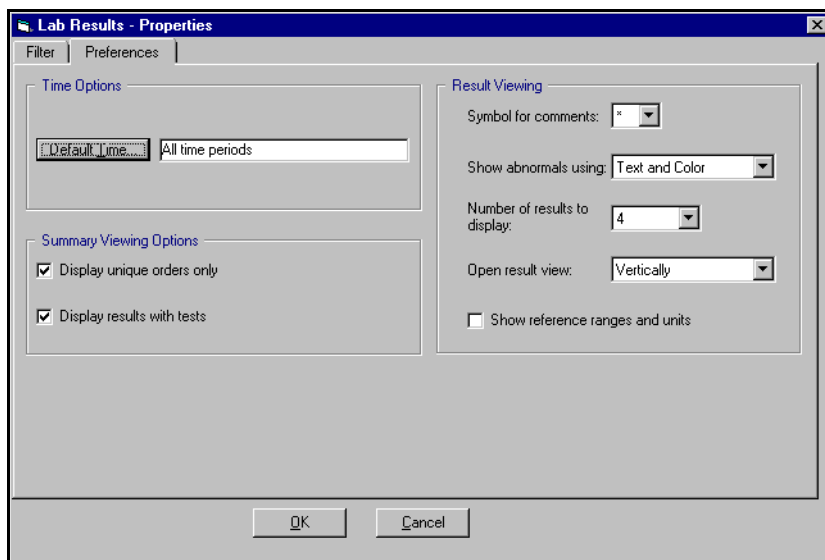 Lab Results - Properties
Filter
Preferences
Time Options
Default Time...
All time periods
Summary Viewing Options
Display unique orders only
Display results with tests
Result Viewing
Symbol for comments:
*
Show abnormals using:
Text and Color
Number of results to
display:
4
Open result view:
Vertically
Show reference ranges and units
OK
Cancel